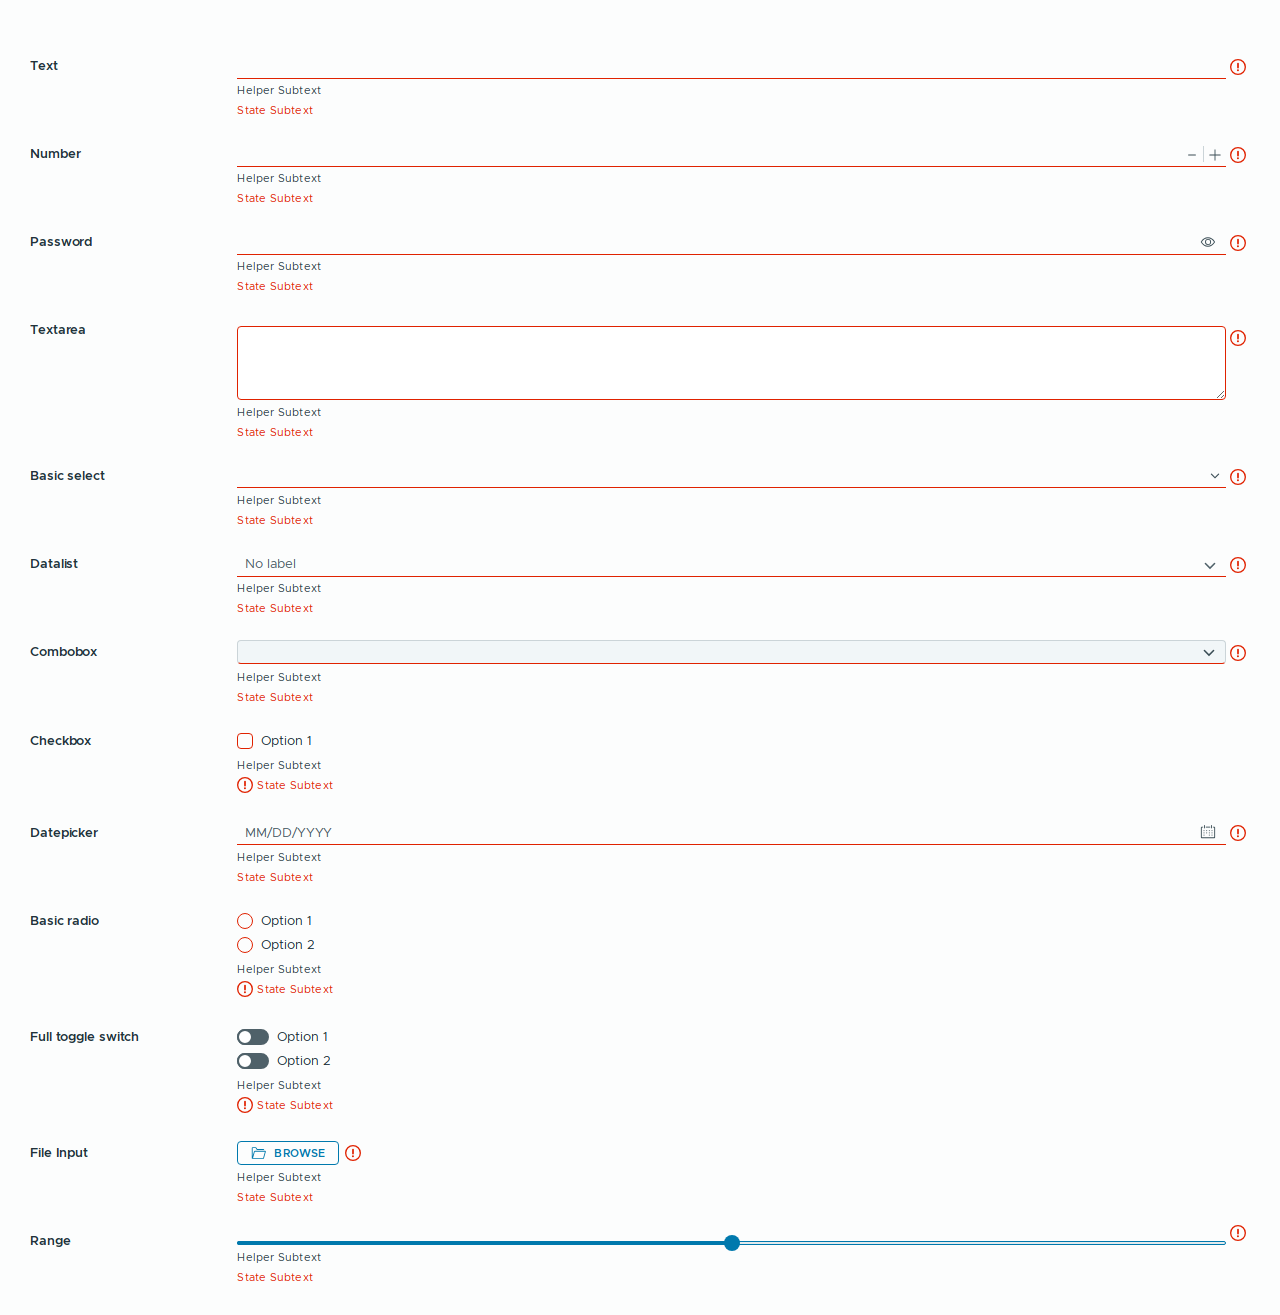 Text
Helper Subtext
State Subtext
Number
Helper Subtext
State Subtext
Password
Helper Subtext
State Subtext
Textarea
Helper Subtext
State Subtext
Basic select
Helper Subtext
State Subtext
Datalist
No label
Helper Subtext
State Subtext
Combobox
Helper Subtext
State Subtext
Checkbox
Option 1
Helper Subtext
State Subtext
Datepicker
MM/DD/YYYY
Helper Subtext
State Subtext
Basic radio
Option 1
Option 2
Helper Subtext
State Subtext
Full toggle switch
Option 1
Option 2
Helper Subtext
State Subtext
File Input
BROWSE
Helper Subtext
State Subtext
Range
Helper Subtext
State Subtext